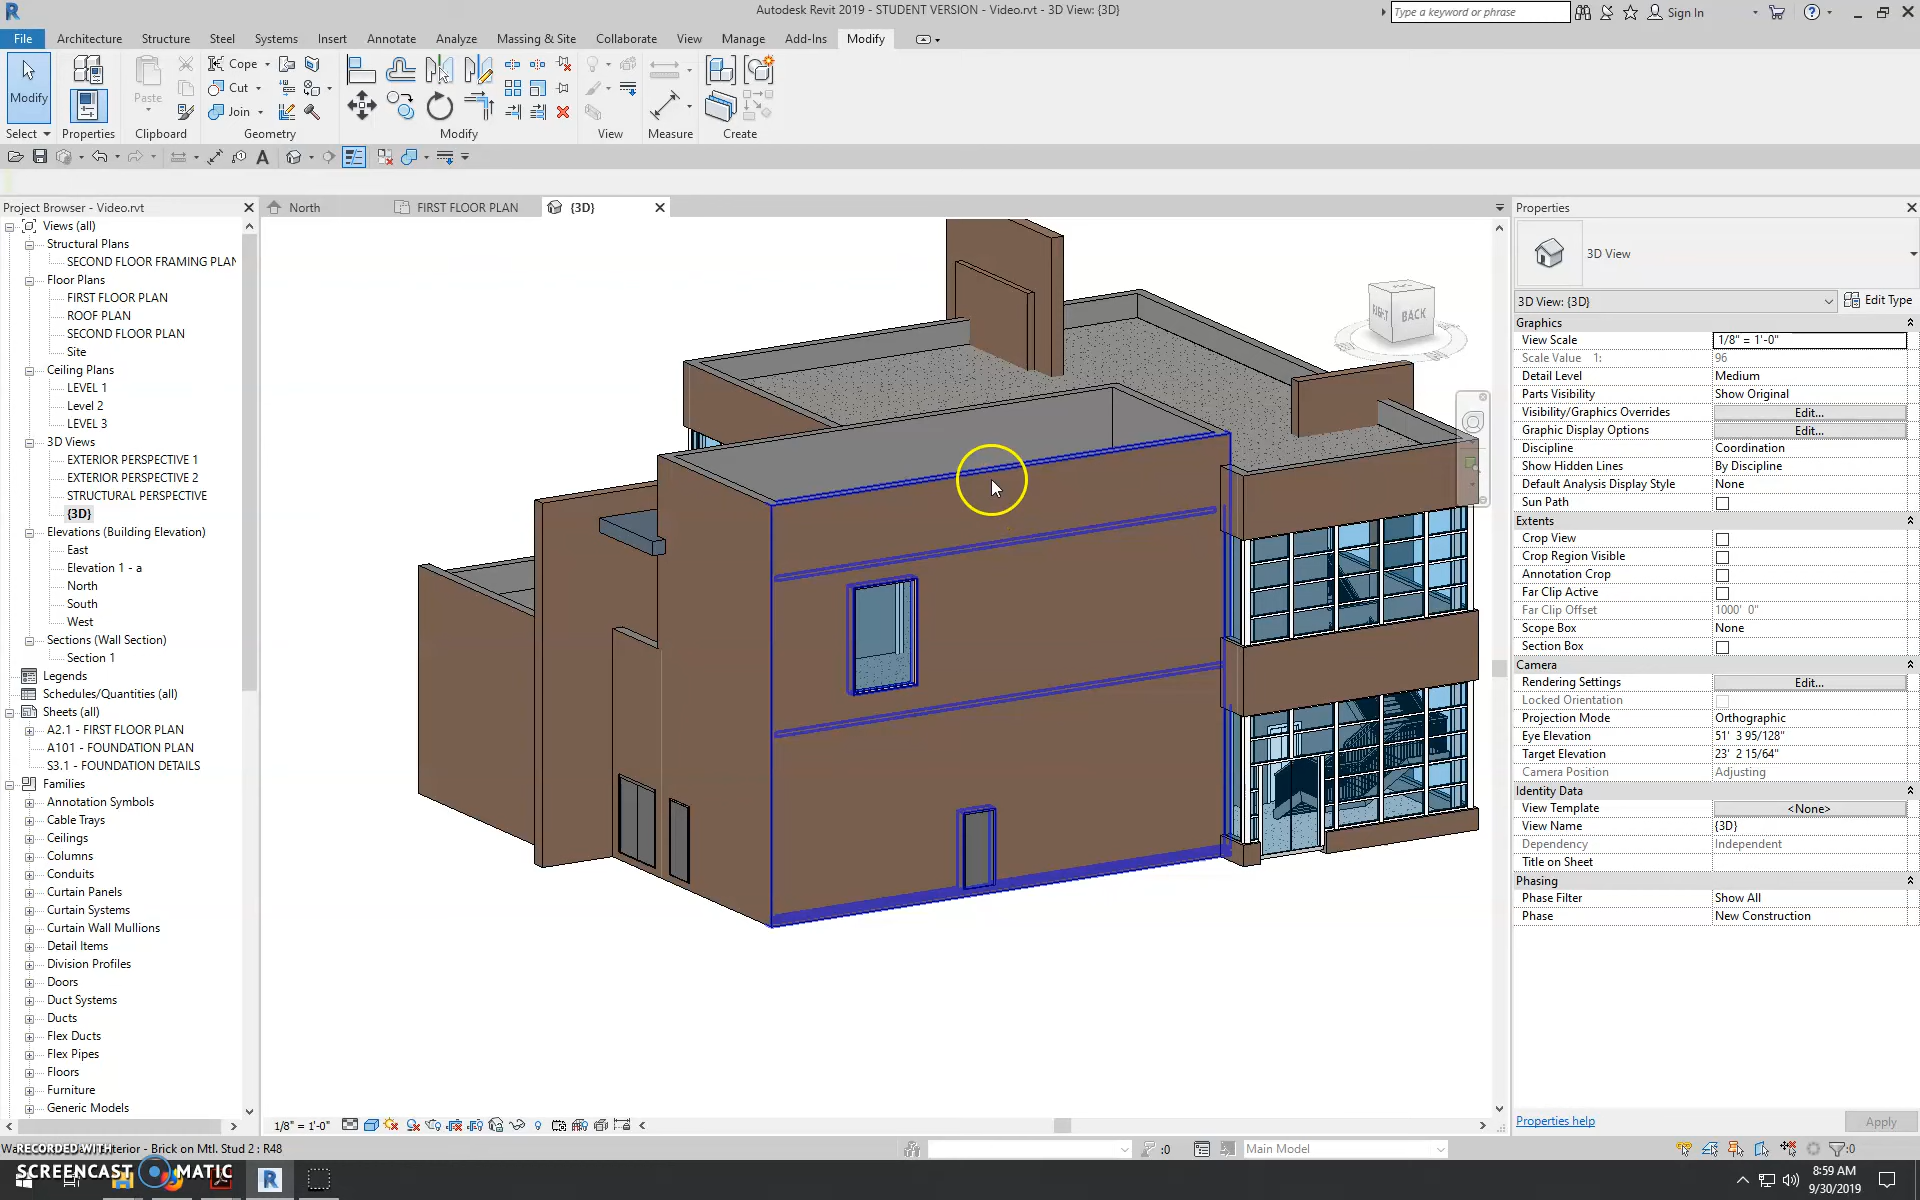 Autodesk Revit 2019 - STUDENT VERSION - Video.rvt - 3D View: {3D}
Type a keyword or phrase
Sign In
File Architecture Structure Steel Systems Insert Annotate Analyze Massing & Site Collaborate View Manage Add-Ins Modify
Modify
Paste
Cope
Cut
Join
Select Properties Clipboard Geometry Modify View Measure Create
Project Browser - Video.rvt
North
FIRST FLOOR PLAN
{3D}
Views (all)
Structural Plans
SECOND FLOOR FRAMING PLAN
Floor Plans
FIRST FLOOR PLAN
ROOF PLAN
SECOND FLOOR PLAN
Site
Ceiling Plans
LEVEL 1
Level 2
LEVEL 3
3D Views
EXTERIOR PERSPECTIVE 1
EXTERIOR PERSPECTIVE 2
STRUCTURAL PERSPECTIVE
{3D}
Elevations (Building Elevation)
East
Elevation 1 - a
North
South
West
Sections (Wall Section)
Section 1
Legends
Schedules/Quantities (all)
Sheets (all)
A2.1 - FIRST FLOOR PLAN
A101 - FOUNDATION PLAN
S3.1 - FOUNDATION DETAILS
Families
Annotation Symbols
Cable Trays
Ceilings
Columns
Conduits
Curtain Panels
Curtain Systems
Curtain Wall Mullions
Detail Items
Division Profiles
Doors
Duct Systems
Ducts
Flex Ducts
Flex Pipes
Floors
Furniture
Generic Models
RIGHT
BACK
Properties
3D View
3D View: {3D}
Edit Type
Graphics
View Scale 1/8" = 1'-0"
Scale Value 1: 96
Detail Level Medium
Parts Visibility Show Original
Visibility/Graphics Overrides Edit...
Graphic Display Options Edit...
Discipline Coordination
Show Hidden Lines By Discipline
Default Analysis Display Style None
Sun Path
Extents
Crop View
Crop Region Visible
Annotation Crop
Far Clip Active
Far Clip Offset 1000' 0"
Scope Box None
Section Box
Camera
Rendering Settings Edit...
Locked Orientation
Projection Mode Orthographic
Eye Elevation 51' 3 95/128"
Target Elevation 23' 2 15/64"
Camera Position Adjusting
Identity Data
View Template <None>
View Name {3D}
Dependency Independent
Title on Sheet
Phasing
Phase Filter Show All
Phase New Construction
Properties help
Apply
1/8" = 1'-0"
terior - Brick on Mtl. Stud 2 : R48
:0
Main Model
:0
RECORDED WITH
SCREENCAST MATIC
8:59 AM
9/30/2019